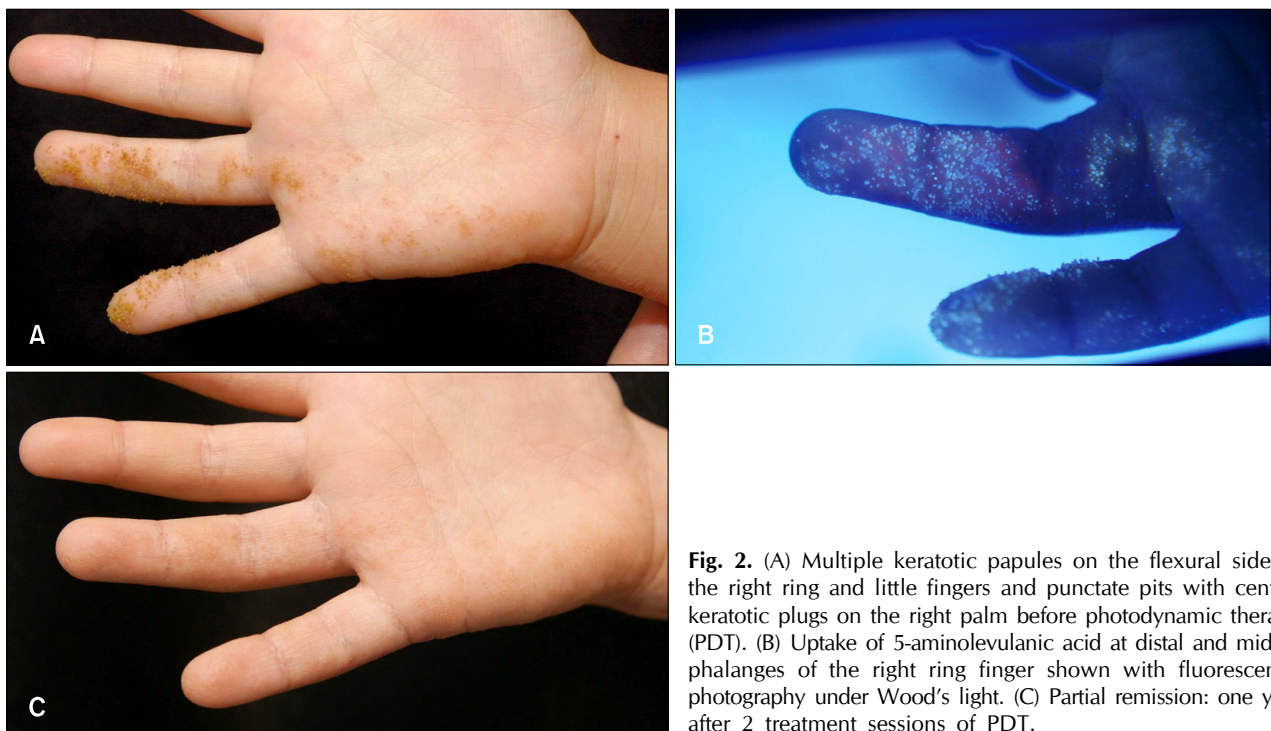 A
B
C
Fig. 2. (A) Multiple keratotic papules on the flexural side
the right ring and little fingers and punctate pits with cen
keratotic plugs on the right palm before photodynamic thera
(PDT). (B) Uptake of 5-aminolevulanic acid at distal and mid
phalanges of the right ring finger shown with fluorescen
photography under Wood's light. (C) Partial remission: one y
after 2 treatment sessions of PDT.